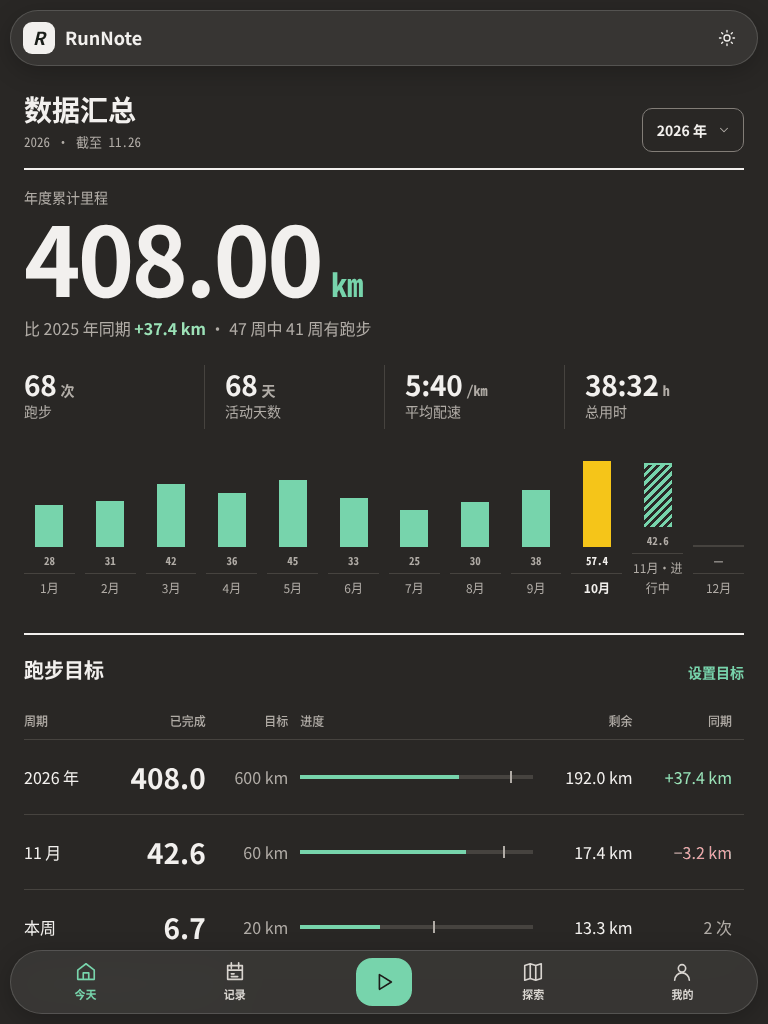 R RunNote
数据汇总
2026 · 截至 11.26
2026 年
年度累计里程
408.00 km
比 2025 年同期 +37.4 km · 47 周中 41 周有跑步
68 次 68 天 5:40 /km 38:32 h
跑步 活动天数 平均配速 总用时
28 31 42 36 45 33 25 30 38 57.4 42.6 —
1月 2月 3月 4月 5月 6月 7月 8月 9月 10月 11月·进行中 12月
跑步目标 设置目标
周期 已完成 目标 进度 剩余 同期
2026 年 408.0 600 km 192.0 km +37.4 km
11 月 42.6 60 km 17.4 km −3.2 km
本周 6.7 20 km 13.3 km 2 次
今天 记录 探索 我的